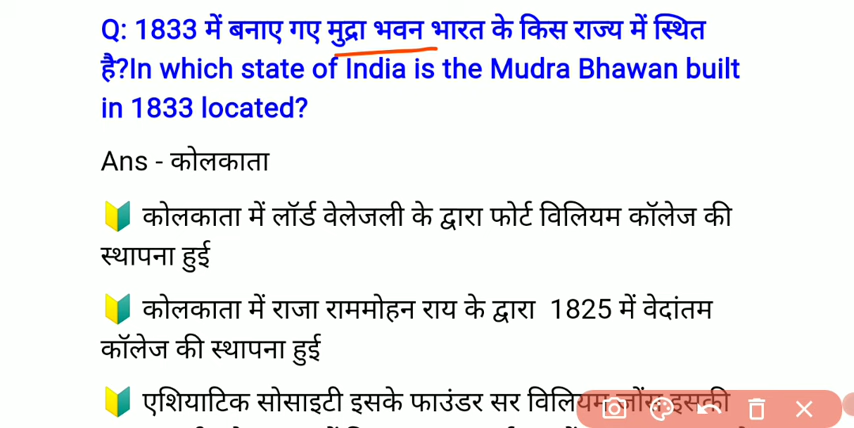 Q: 1833 में बनाए गए मुद्रा भवन भारत के किस राज्य में स्थित
है?In which state of India is the Mudra Bhawan built
in 1833 located?
Ans - कोलकाता
कोलकाता में लॉर्ड वेलेजली के द्वारा फोर्ट विलियम कॉलेज की
स्थापना हुई
कोलकाता में राजा राममोहन राय के द्वारा 1825 में वेदांतम
कॉलेज की स्थापना हुई
एशियाटिक सोसाइटी इसके फाउंडर सर विलियम जोंस इसकी